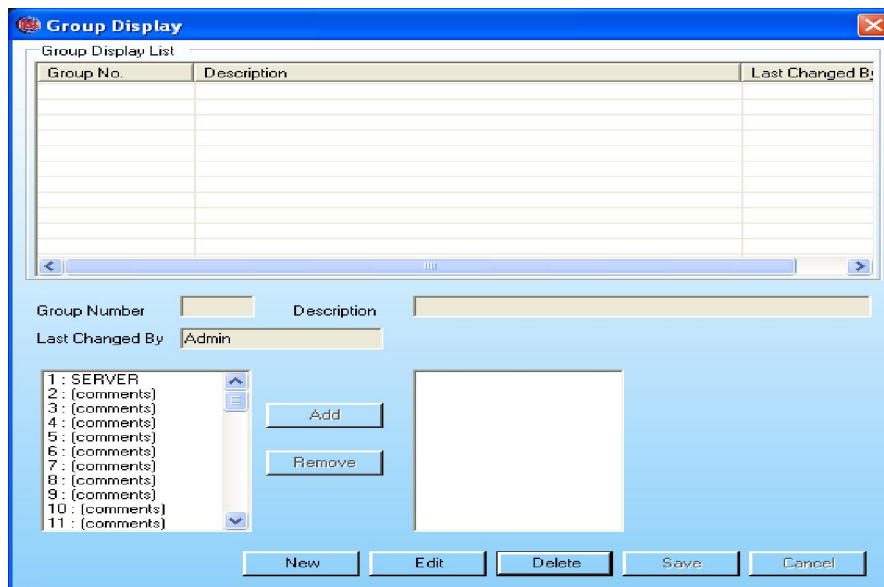 Group Display
Group Display List
Group No. Description Last Changed By
Group Number Description
Last Changed By Admin
1 : SERVER
2 : (comments)
3 : (comments)
4 : (comments)
5 : (comments)
6 : (comments)
7 : (comments)
8 : (comments)
9 : (comments)
10 : (comments)
11 : (comments)
Add
Remove
New Edit Delete Save Cancel